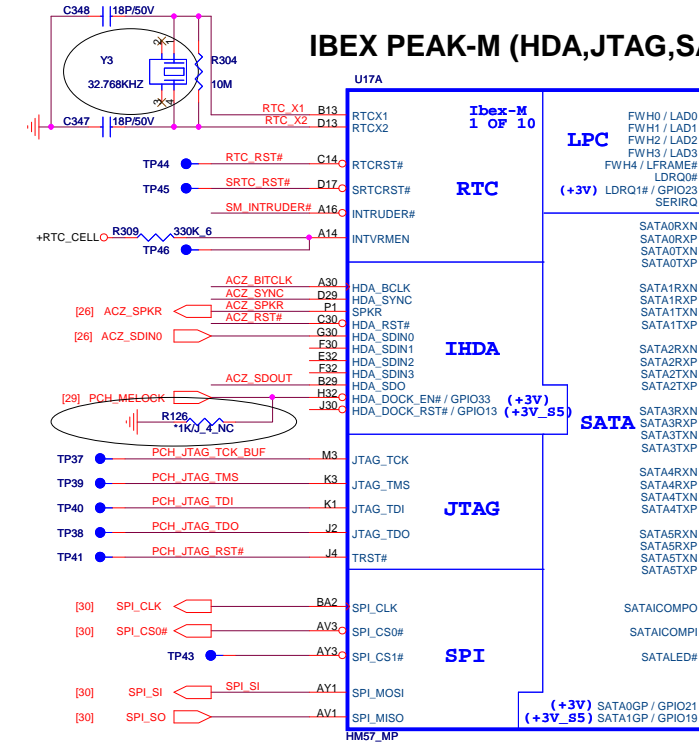 C348 18P/50V
IBEX PEAK-M (HDA,JTAG,SA
Y3
32.768KHZ
R304
10M
C347 18P/50V
U17A
Ibex-M
1 OF 10
RTC_X1 B13 RTCX1
RTC_X2 D13 RTCX2
TP44 RTC_RST# C14 RTCRST#
TP45 SRTC_RST# D17 SRTCRST#
SM_INTRUDER# A16 INTRUDER#
+RTC_CELL R309 330K_6 A14 INTVRMEN
TP46
RTC
LPC
FWH0 / LAD0
FWH1 / LAD1
FWH2 / LAD2
FWH3 / LAD3
FWH4 / LFRAME#
LDRQ0#
(+3V) LDRQ1# / GPIO23
SERIRQ
ACZ_BITCLK A30 HDA_BCLK
ACZ_SYNC D29 HDA_SYNC
[26] ACZ_SPKR ACZ_SPKR P1 SPKR
ACZ_RST# C30 HDA_RST#
[26] ACZ_SDIN0 G30 HDA_SDIN0
F30 HDA_SDIN1
E32 HDA_SDIN2
F32 HDA_SDIN3
ACZ_SDOUT B29 HDA_SDO
[29] PCH_MELOCK H32 HDA_DOCK_EN# / GPIO33 (+3V)
J30 HDA_DOCK_RST# / GPIO13 (+3V_S5)
R126
*1K/J_4_NC
IHDA
SATA0RXN
SATA0RXP
SATA0TXN
SATA0TXP
SATA1RXN
SATA1RXP
SATA1TXN
SATA1TXP
SATA2RXN
SATA2RXP
SATA2TXN
SATA2TXP
SATA
SATA3RXN
SATA3RXP
SATA3TXN
SATA3TXP
SATA4RXN
SATA4RXP
SATA4TXN
SATA4TXP
SATA5RXN
SATA5RXP
SATA5TXN
SATA5TXP
TP37 PCH_JTAG_TCK_BUF M3 JTAG_TCK
TP39 PCH_JTAG_TMS K3 JTAG_TMS
TP40 PCH_JTAG_TDI K1 JTAG_TDI
TP38 PCH_JTAG_TDO J2 JTAG_TDO
TP41 PCH_JTAG_RST# J4 TRST#
JTAG
[30] SPI_CLK BA2 SPI_CLK
[30] SPI_CS0# AV3 SPI_CS0#
TP43 AY3 SPI_CS1#
[30] SPI_SI SPI_SI AY1 SPI_MOSI
[30] SPI_SO AV1 SPI_MISO
SPI
SATAICOMPO
SATAICOMPI
SATALED#
(+3V) SATA0GP / GPIO21
(+3V_S5) SATA1GP / GPIO19
HM57_MP